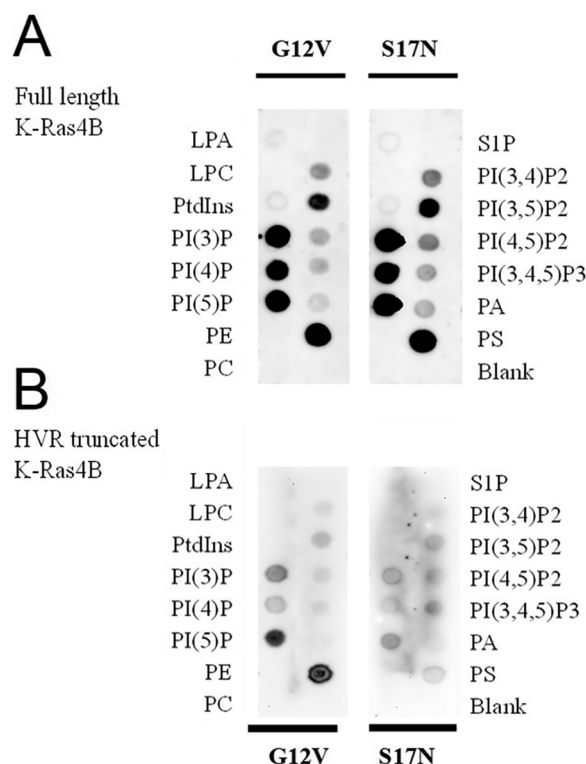 A
G12V S17N
Full length
K-Ras4B
LPA S1P
LPC PI(3,4)P2
PtdIns PI(3,5)P2
PI(3)P PI(4,5)P2
PI(4)P PI(3,4,5)P3
PI(5)P PA
PE PS
PC Blank
B
HVR truncated
K-Ras4B
LPA S1P
LPC PI(3,4)P2
PtdIns PI(3,5)P2
PI(3)P PI(4,5)P2
PI(4)P PI(3,4,5)P3
PI(5)P PA
PE PS
PC Blank
G12V S17N